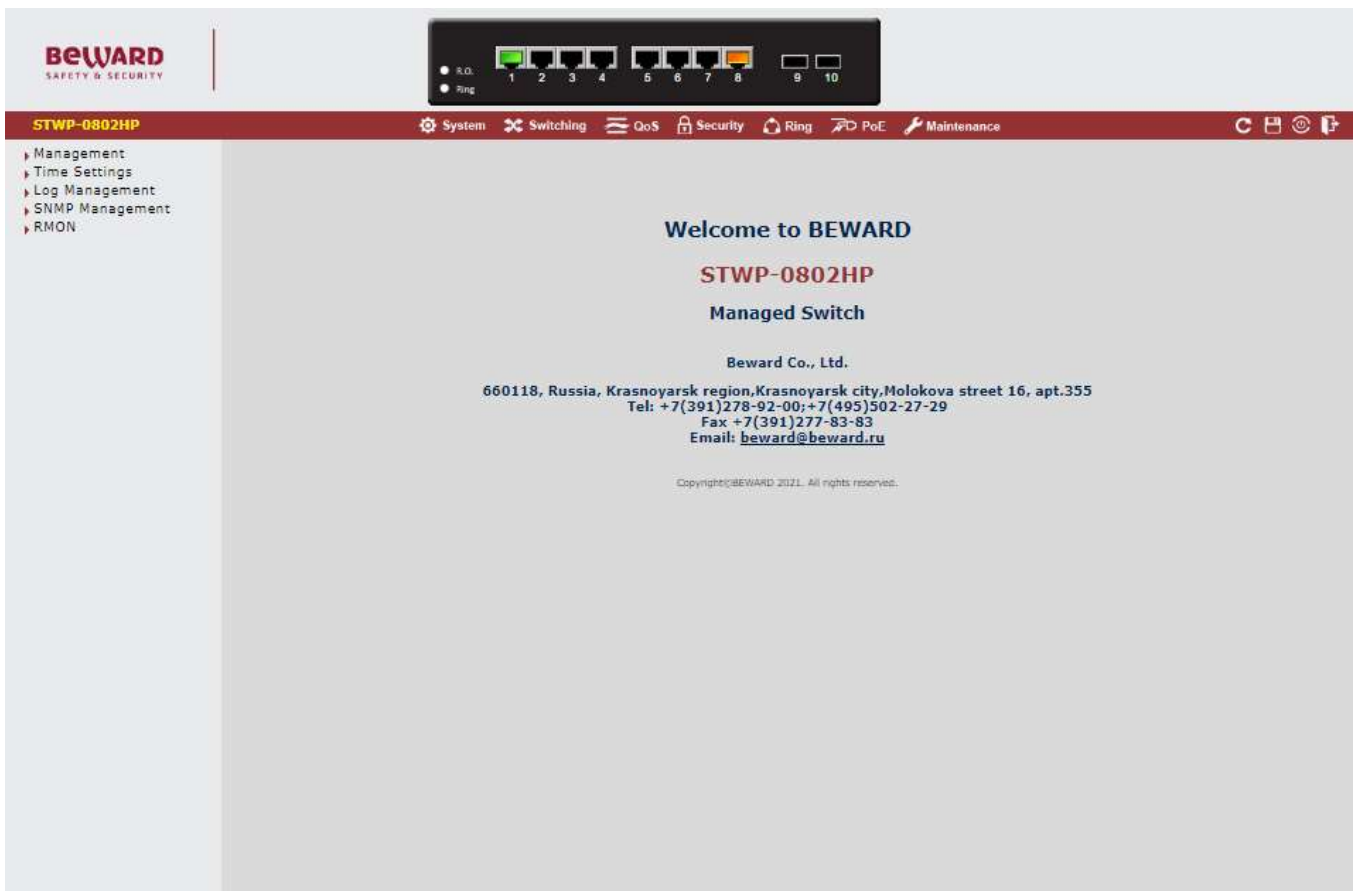 BEWARD
SAFETY & SECURITY
R.O.
Ring
1 2 3 4 5 6 7 8 9 10
STWP-0802HP
System Switching QoS Security Ring PoE Maintenance
Management
Time Settings
Log Management
SNMP Management
RMON
Welcome to BEWARD
STWP-0802HP
Managed Switch
Beward Co., Ltd.
660118, Russia, Krasnoyarsk region,Krasnoyarsk city,Molokova street 16, apt.355
Tel: +7(391)278-92-00;+7(495)502-27-29
Fax +7(391)277-83-83
Email: beward@beward.ru
Copyright©BEWARD 2021. All rights reserved.